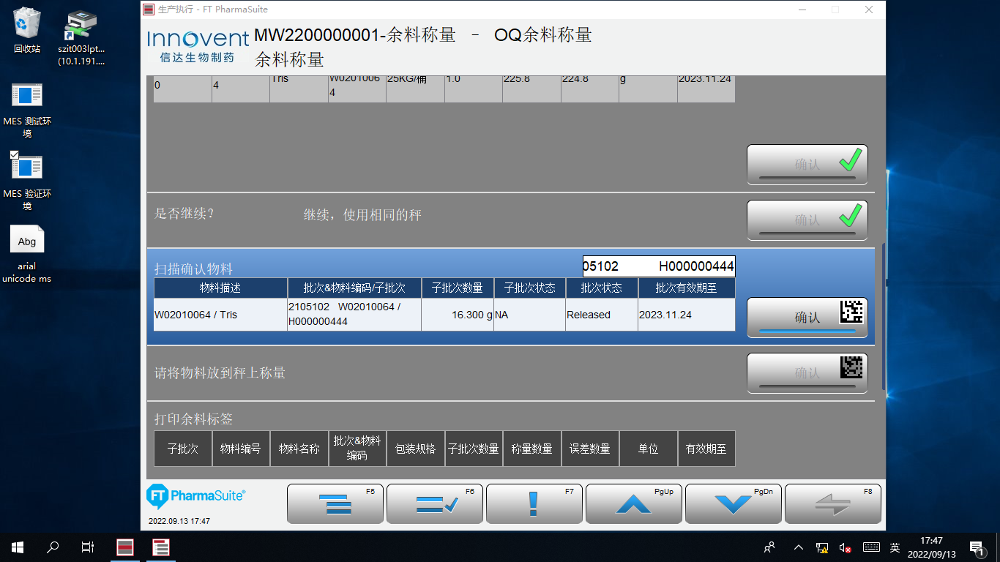 回收站
szit003lpt...
(10.1.191....
MES 测试环
境
MES 验证环
境
Abg
arial
unicode ms
生产执行 - FT PharmaSuite
Innovent
信达生物制药
MW2200000001-余料称量 - OQ余料称量
余料称量
0 4 Tris W0201006 25KG/桶 1.0 225.8 224.8 g 2023.11.24
4
确认
是否继续? 继续，使用相同的秤
确认
扫描确认物料
05102 H000000444
物料描述 批次&物料编码/子批次 子批次数量 子批次状态 批次状态 批次有效期至
W02010064 / Tris 2105102 W02010064 / 16.300 g NA Released 2023.11.24
H000000444
确认
请将物料放到秤上称量
确认
打印余料标签
子批次 物料编号 物料名称 批次&物料 包装规格 子批次数量 称量数量 误差数量 单位 有效期至
编码
FT PharmaSuite®
2022.09.13 17:47
F5
F6
F7
PgUp
PgDn
F8
英
17:47
2022/09/13
1